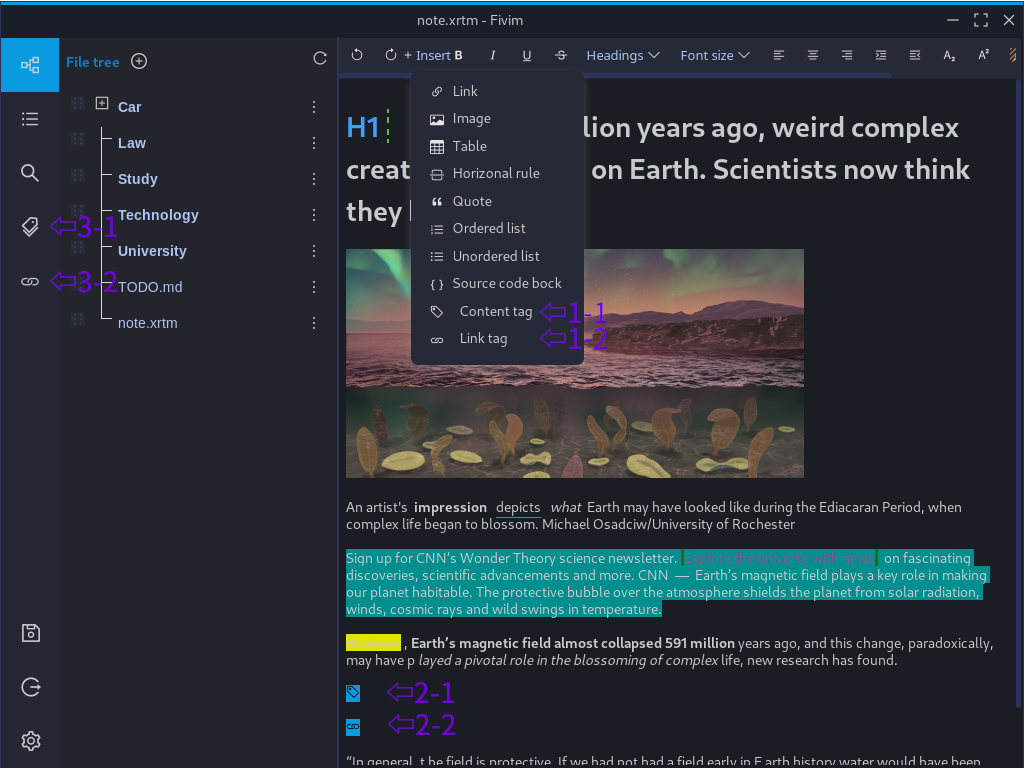 note.xrtm - Fivim
File tree
+ Insert B I U S Headings Font size A₂ A²
Car
Law
Study
Technology
University
TODO.md
note.xrtm
3-1
3-2
Link
Image
Table
Horizonal rule
Quote
Ordered list
Unordered list
Source code bock
Content tag 1-1
Link tag 1-2
H1 lion years ago, weird complex
creat on Earth. Scientists now think
they
An artist's impression depicts what Earth may have looked like during the Ediacaran Period, when
complex life began to blossom. Michael Osadciw/University of Rochester
Sign up for CNN’s Wonder Theory science newsletter. Explore the universe with news on fascinating
discoveries, scientific advancements and more. CNN — Earth’s magnetic field plays a key role in making
our planet habitable. The protective bubble over the atmosphere shields the planet from solar radiation,
winds, cosmic rays and wild swings in temperature.
However , Earth’s magnetic field almost collapsed 591 million years ago, and this change, paradoxically,
may have p layed a pivotal role in the blossoming of complex life, new research has found.
2-1
2-2
“In general, t he field is protective. If we had not had a field early in E arth history water would have been